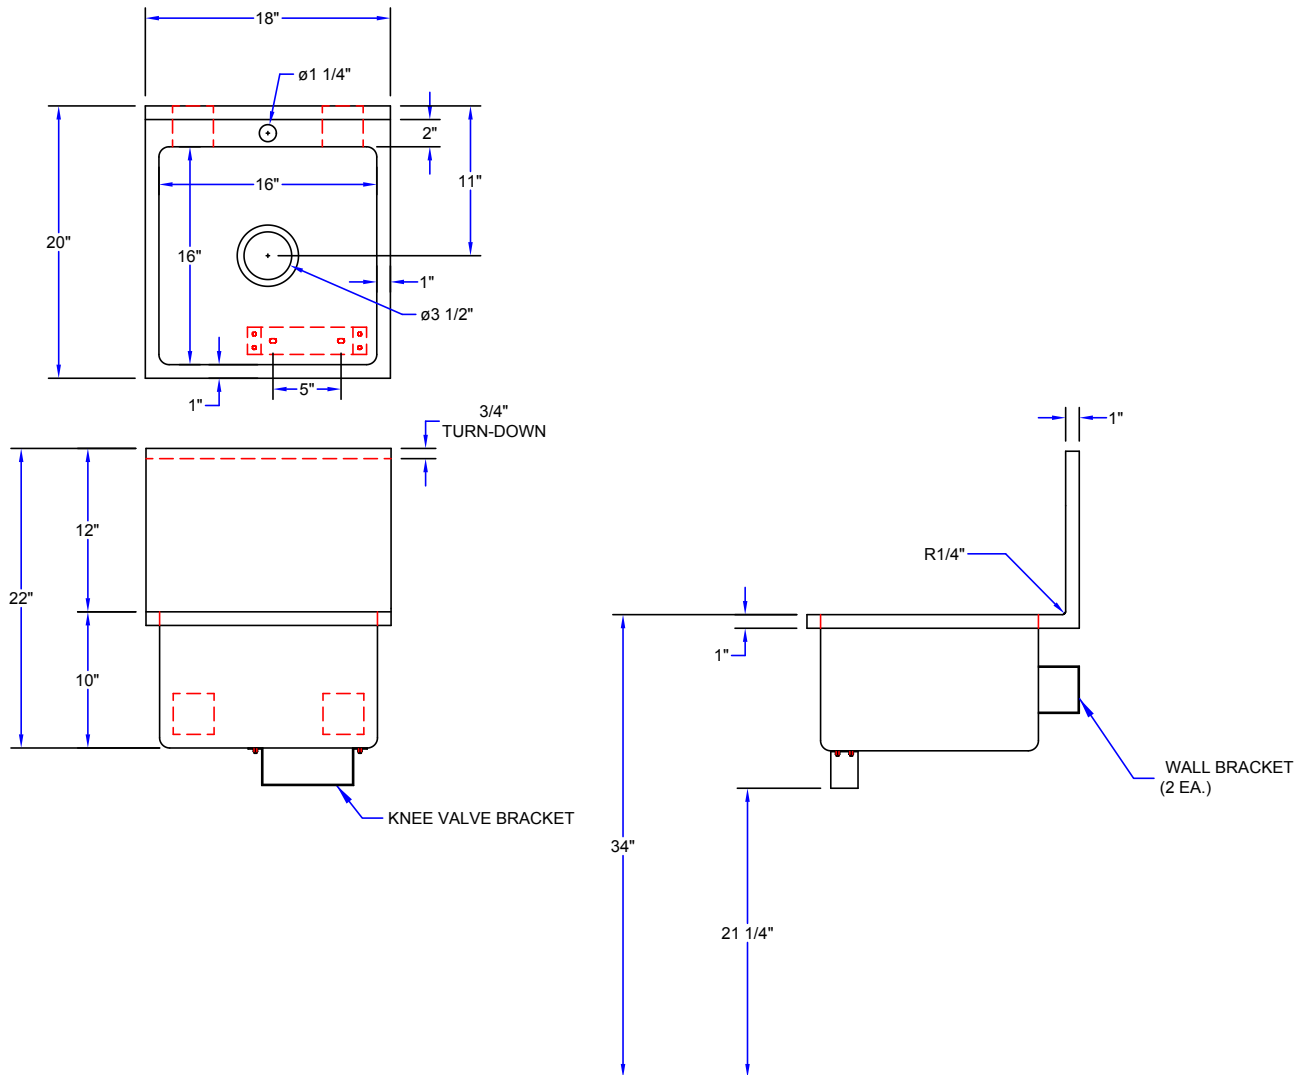 18"
ø1 1/4"
2"
11"
16"
20"
16"
1"
ø3 1/2"
5"
1"
3/4"
TURN-DOWN
12"
22"
10"
KNEE VALVE BRACKET
1"
R1/4"
1"
WALL BRACKET
(2 EA.)
34"
21 1/4"